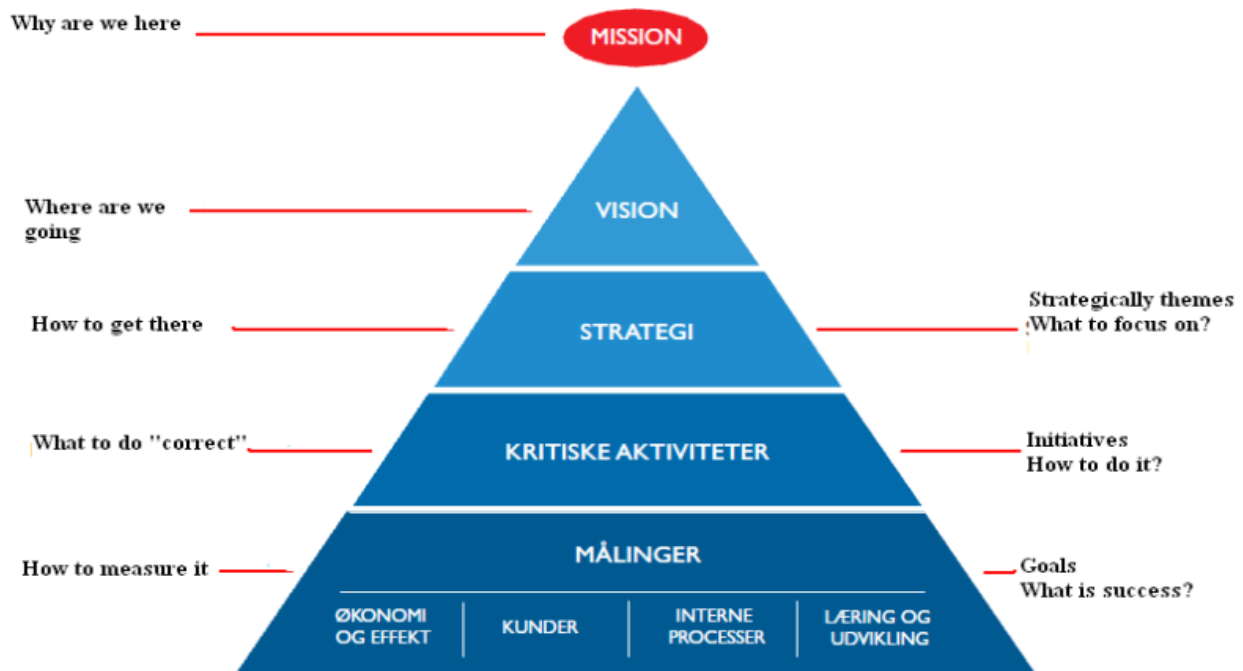 Why are we here
MISSION
Where are we
going
VISION
How to get there
STRATEGI
Strategically themes
What to focus on?
What to do "correct"
KRITISKE AKTIVITETER
Initiatives
How to do it?
How to measure it
MÅLINGER
Goals
What is success?
ØKONOMI
OG EFFEKT
KUNDER
INTERNE
PROCESSER
LÆRING OG
UDVIKLING